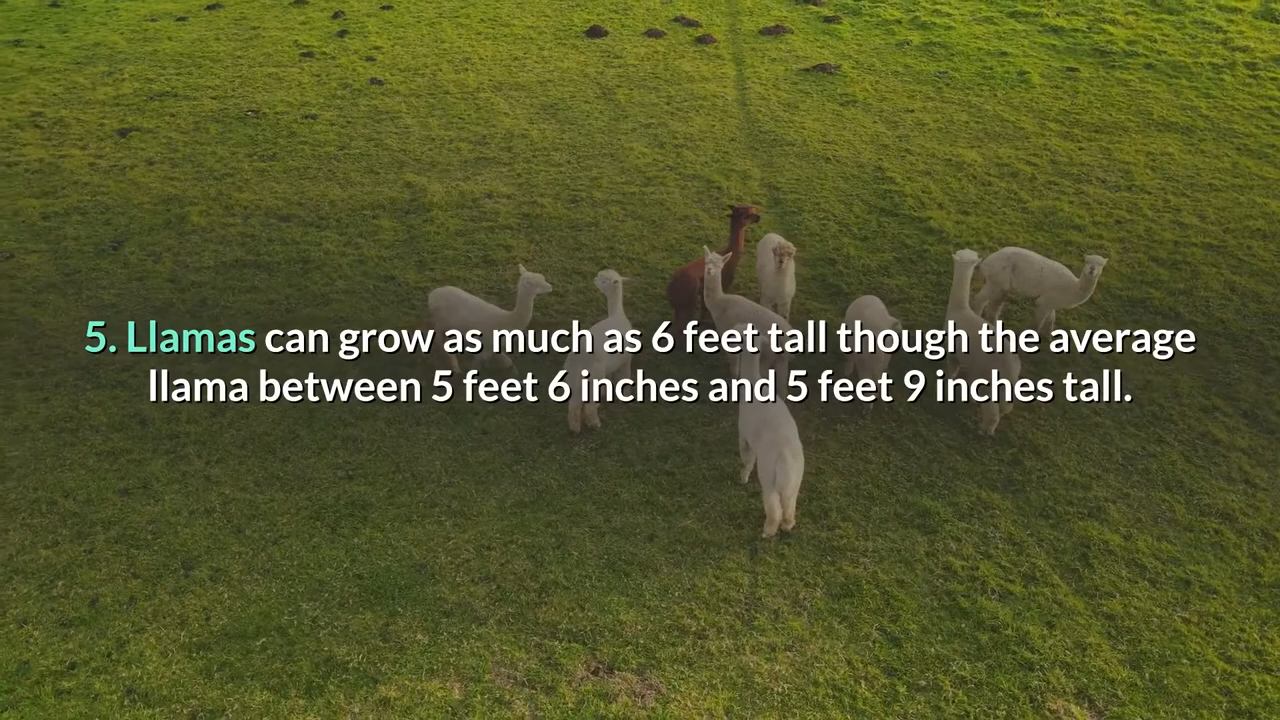 5. Llamas can grow as much as 6 feet tall though the average
llama between 5 feet 6 inches and 5 feet 9 inches tall.